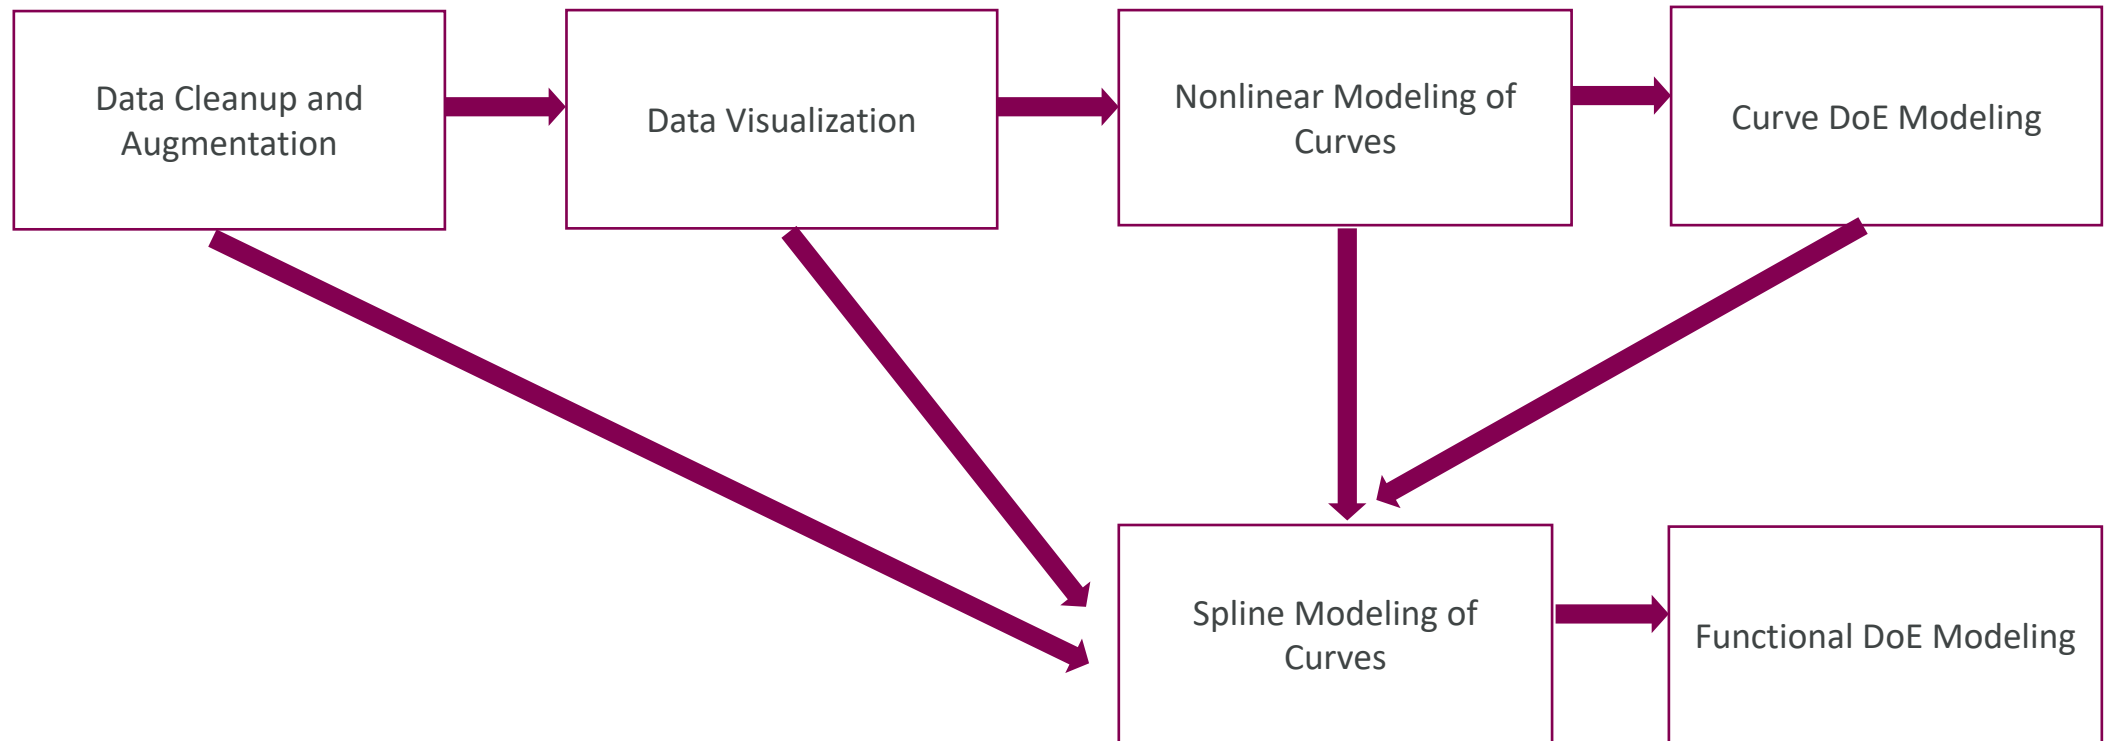 Data Cleanup and
Augmentation
Data Visualization
Nonlinear Modeling of
Curves
Curve DoE Modeling
Spline Modeling of
Curves
Functional DoE Modeling